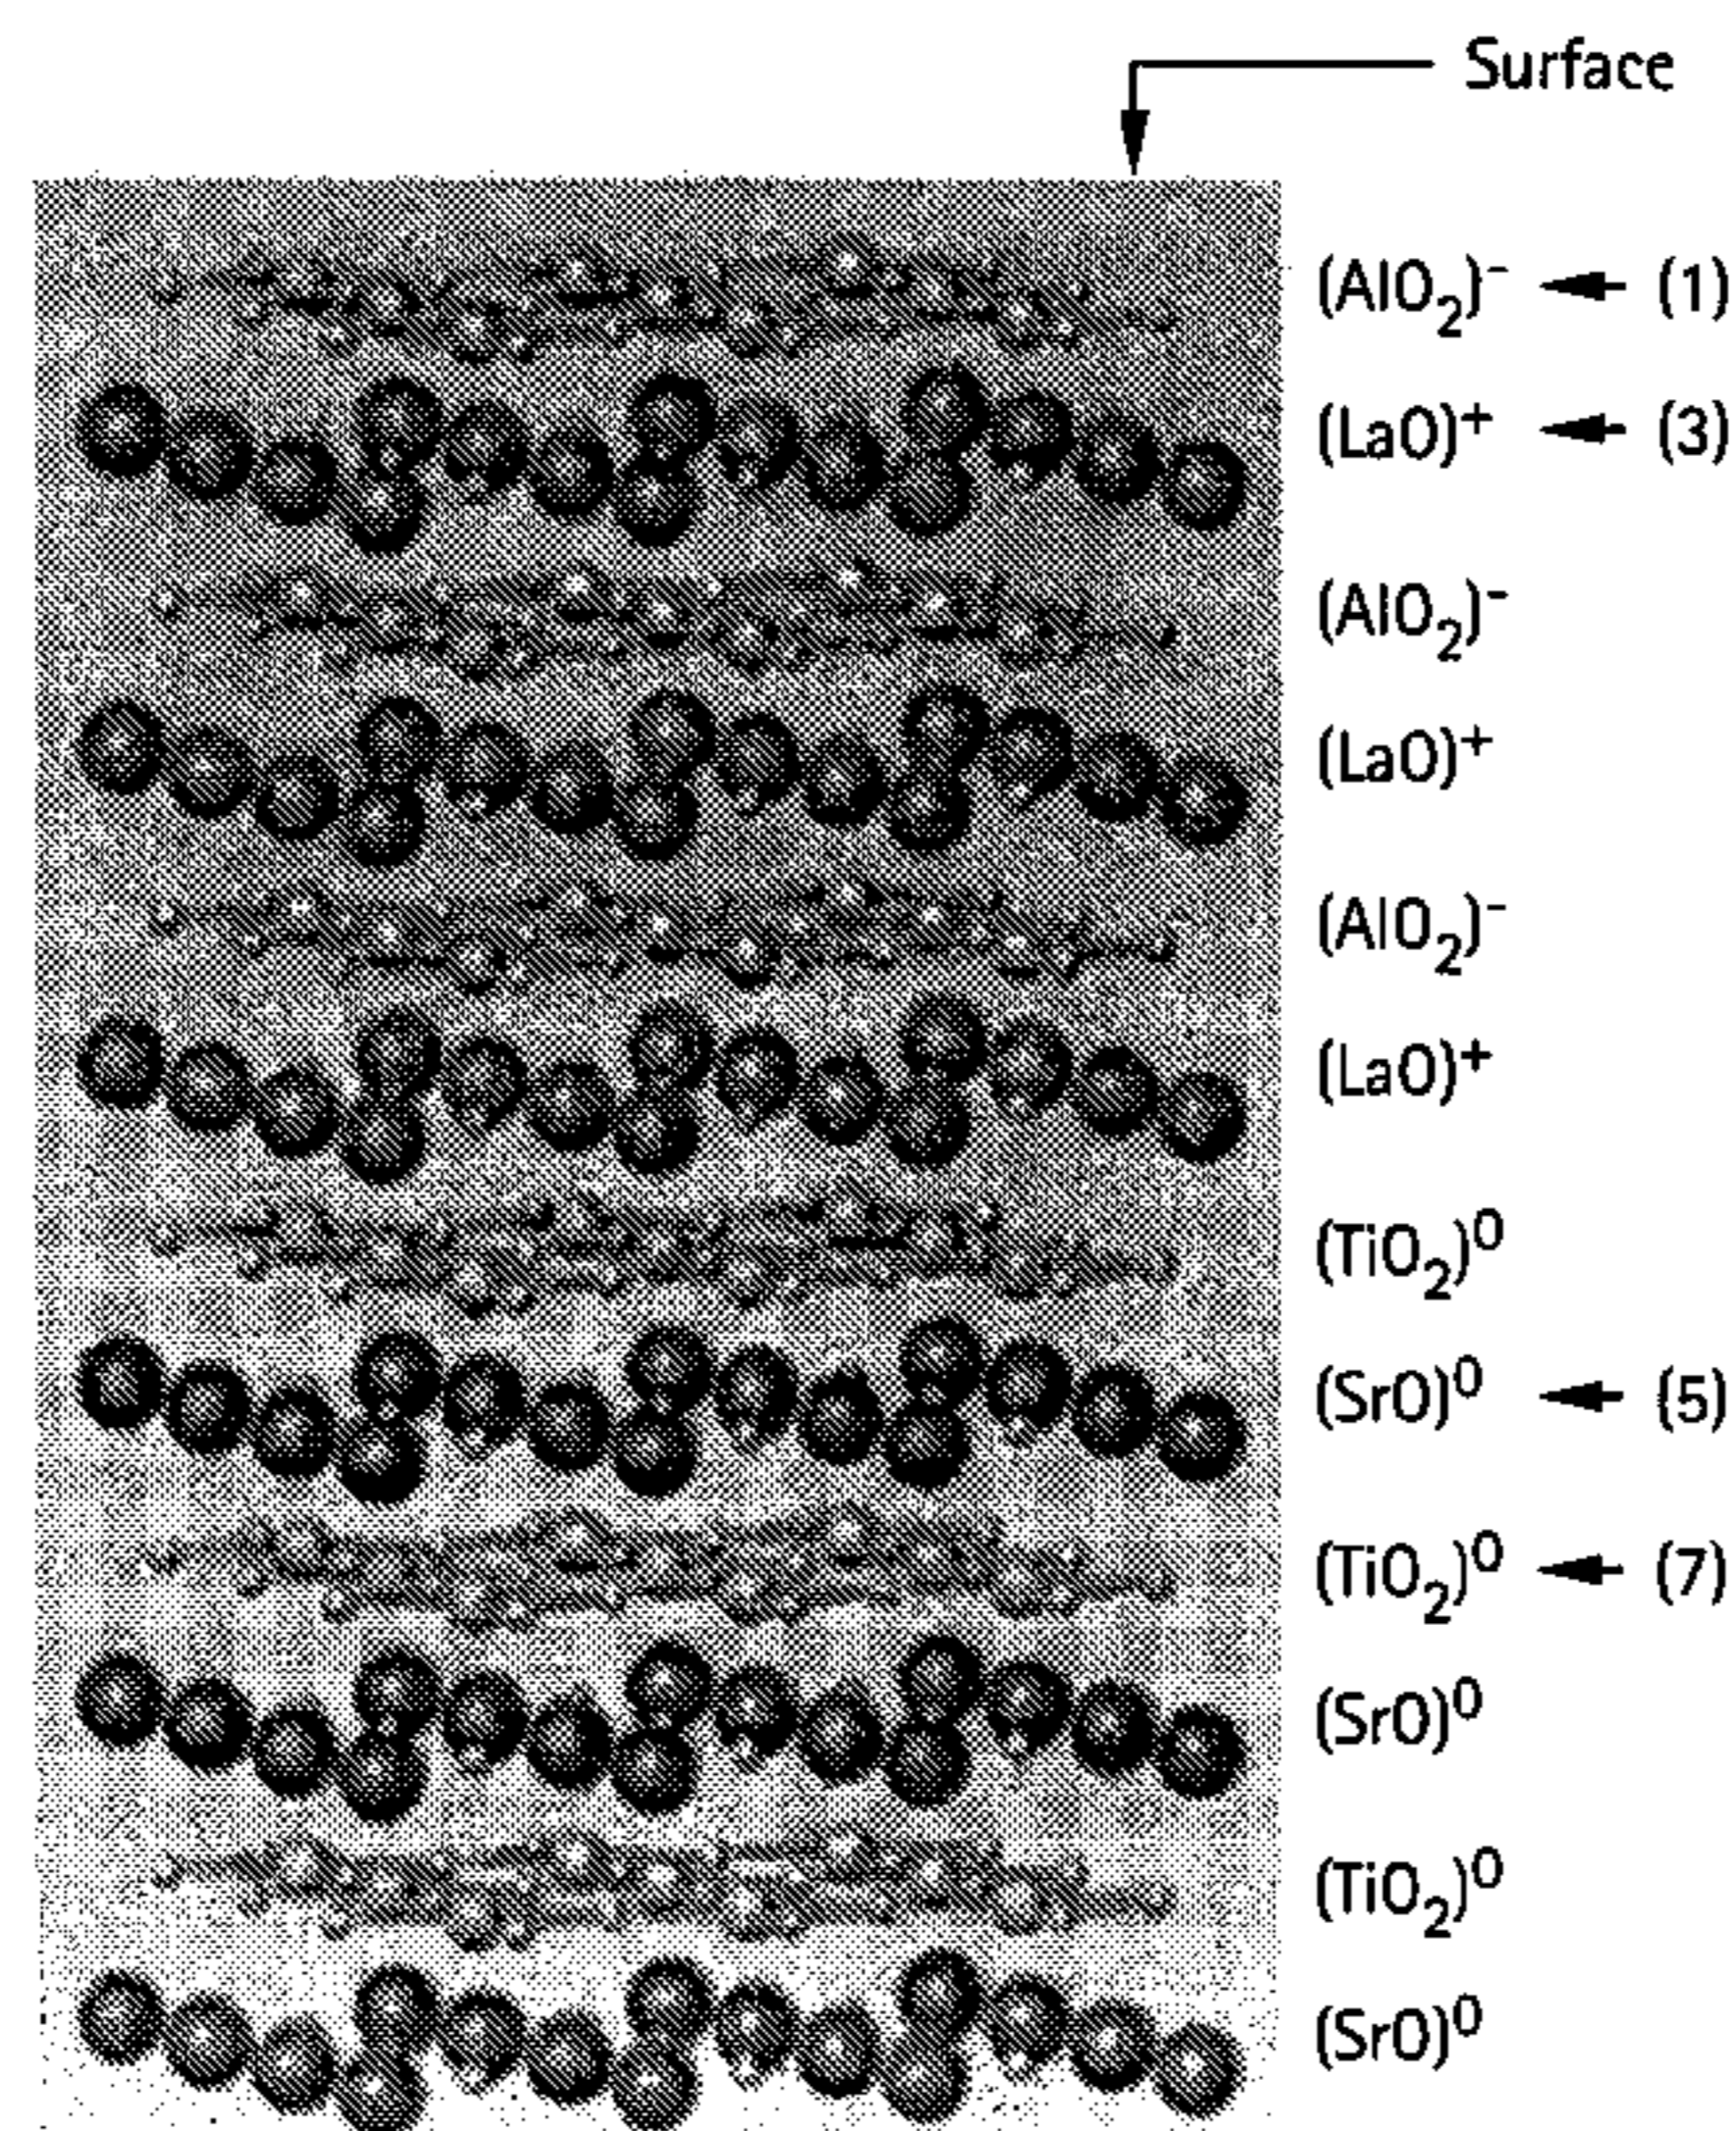 Surface
(AlO₂)⁻ (1)
(LaO)⁺ (3)
(AlO₂)⁻
(LaO)⁺
(AlO₂)⁻
(LaO)⁺
(TiO₂)⁰
(SrO)⁰ (5)
(TiO₂)⁰ (7)
(SrO)⁰
(TiO₂)⁰
(SrO)⁰